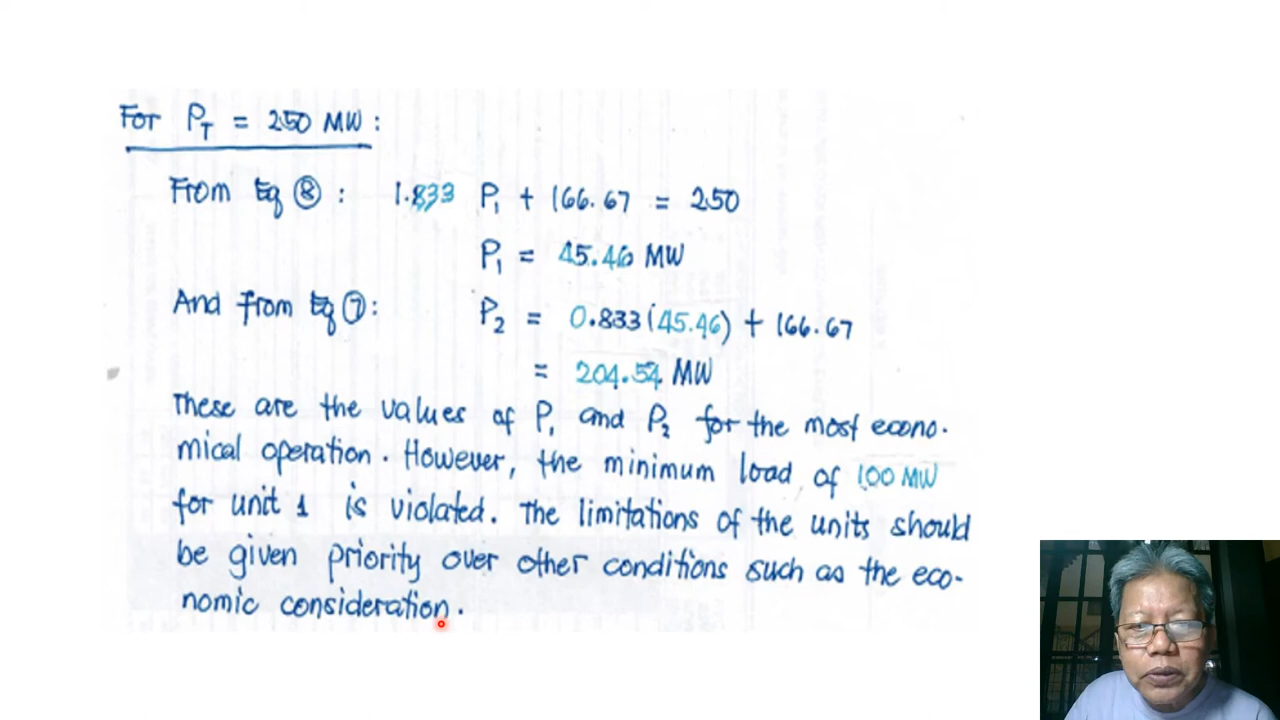 For P_T = 250 MW :
From Eq ⑧ : 1.833 P₁ + 166.67 = 250
P₁ = 45.46 MW
And from Eq ⑦ : P₂ = 0.833(45.46) + 166.67
= 204.54 MW
These are the values of P₁ and P₂ for the most econo-
mical operation. However, the minimum load of 100 MW
for unit 1 is violated. The limitations of the units should
be given priority over other conditions such as the eco-
nomic consideration.